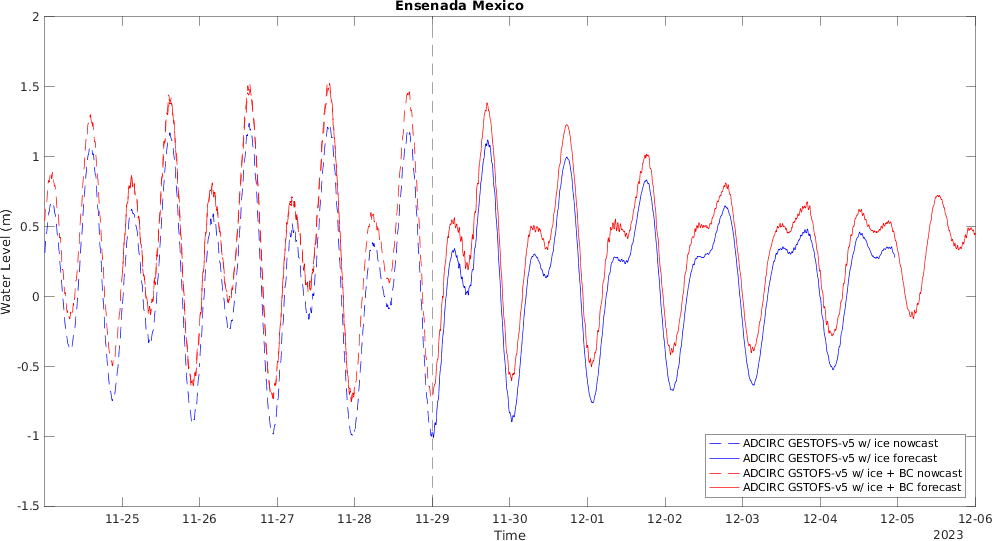 Ensenada Mexico
2
1.5
1
0.5
0
-0.5
-1
-1.5
Water Level (m)
11-25 11-26 11-27 11-28 11-29 11-30 12-01 12-02 12-03 12-04 12-05 12-06
Time
2023
ADCIRC GESTOFS-v5 w/ ice nowcast
ADCIRC GESTOFS-v5 w/ ice forecast
ADCIRC GSTOFS-v5 w/ ice + BC nowcast
ADCIRC GSTOFS-v5 w/ ice + BC forecast